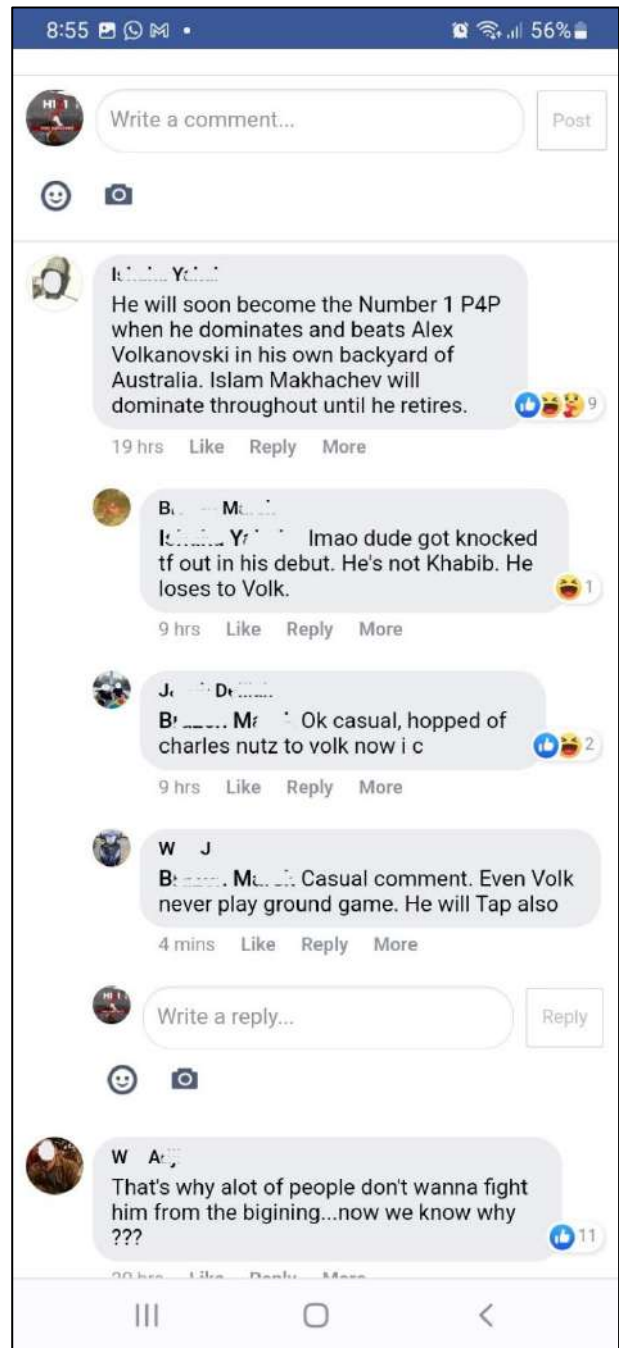 8:55
56%
Write a comment...
Post
He will soon become the Number 1 P4P
when he dominates and beats Alex
Volkanovski in his own backyard of
Australia. Islam Makhachev will
dominate throughout until he retires.
9
19 hrs Like Reply More
lmao dude got knocked
tf out in his debut. He's not Khabib. He
loses to Volk.
1
9 hrs Like Reply More
Ok casual, hopped of
charles nutz to volk now i c
2
9 hrs Like Reply More
W J
Casual comment. Even Volk
never play ground game. He will Tap also
4 mins Like Reply More
Write a reply...
Reply
W
That's why alot of people don't wanna fight
him from the bigining...now we know why
???
11
Like Reply More